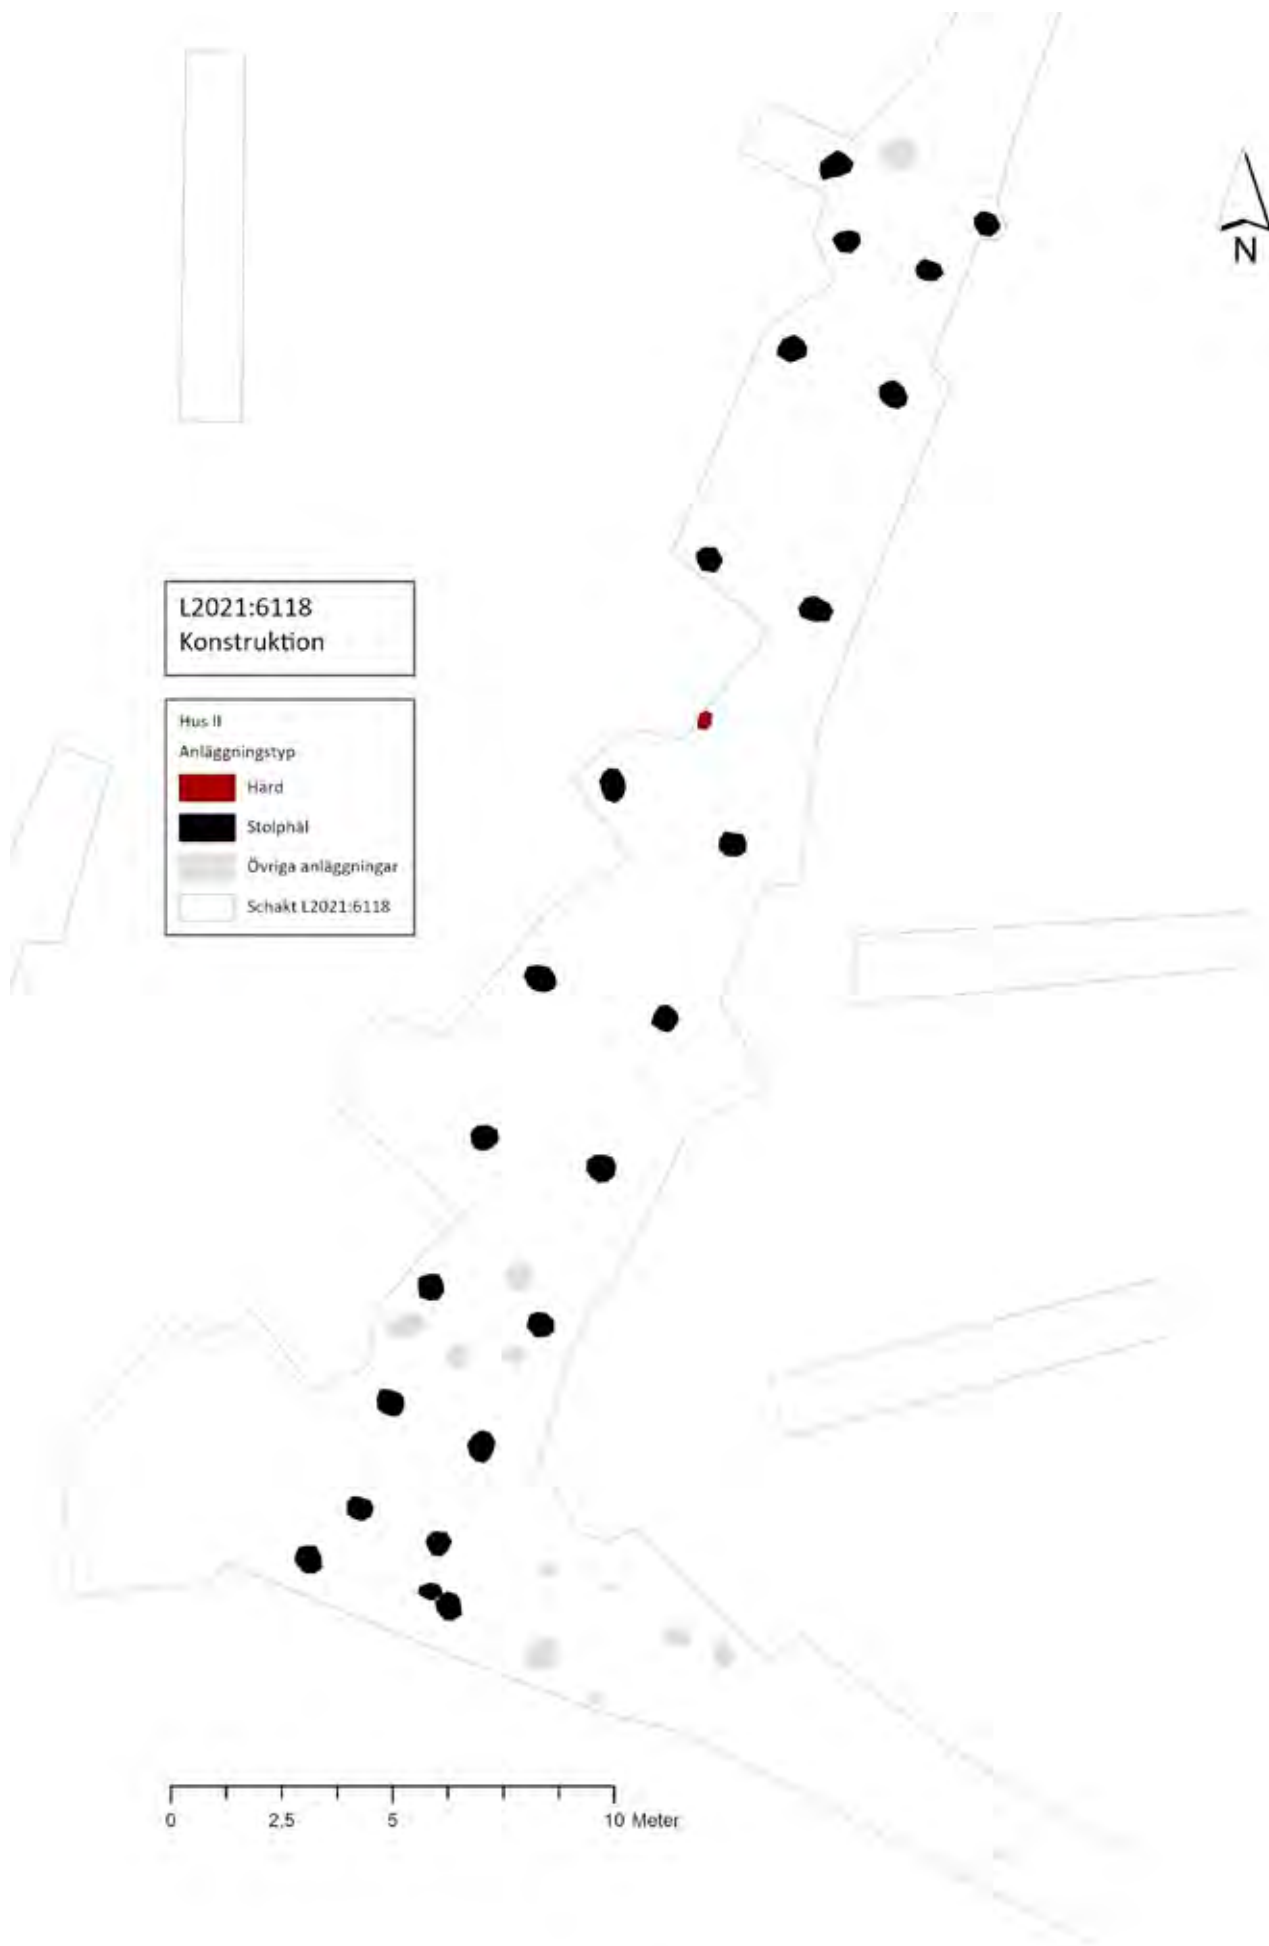 N
L2021:6118
Konstruktion
Hus II
Anläggningstyp
Härd
Stolphål
Övriga anläggningar
Schakt L2021:6118
0 2,5 5 10 Meter